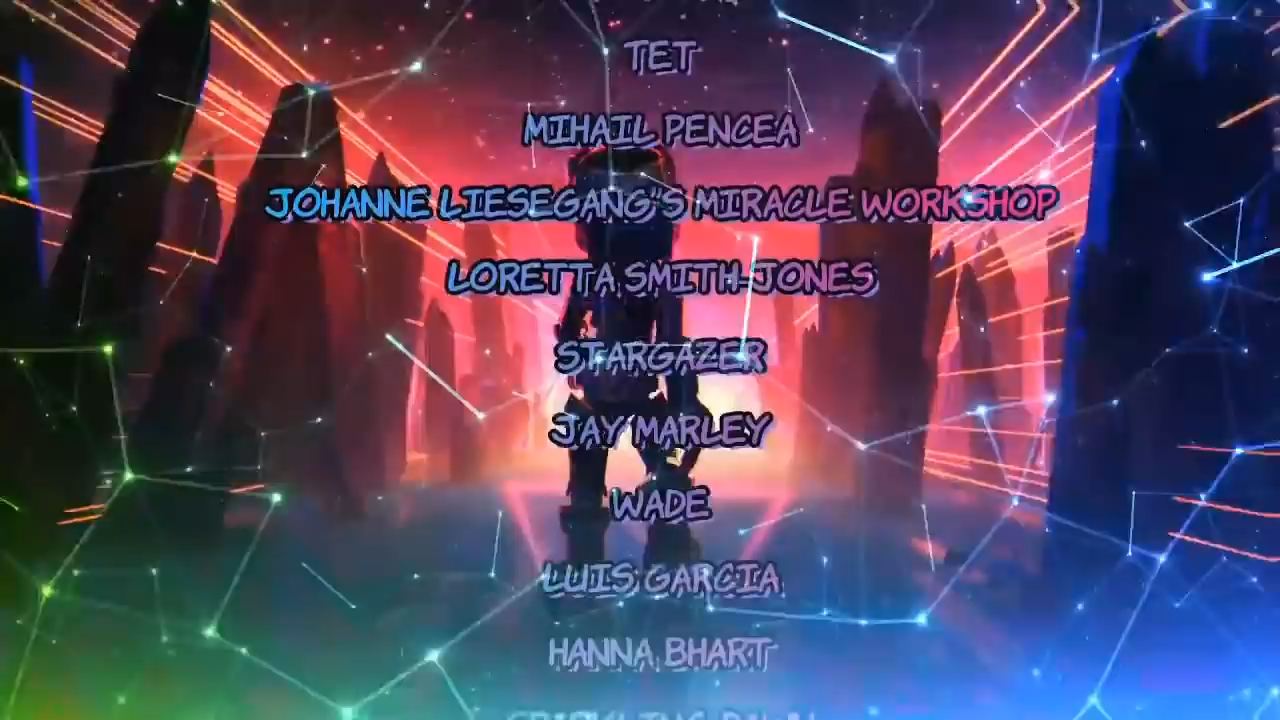 TET
MIHAIL PENCEA
JOHANNE LIESEGANG"S MIRACLE WORKSHOP
LORETTA SMITH-JONES
STARGAZER
JAY MARLEY
WADE
LUIS GARCIA
HANNA BHART